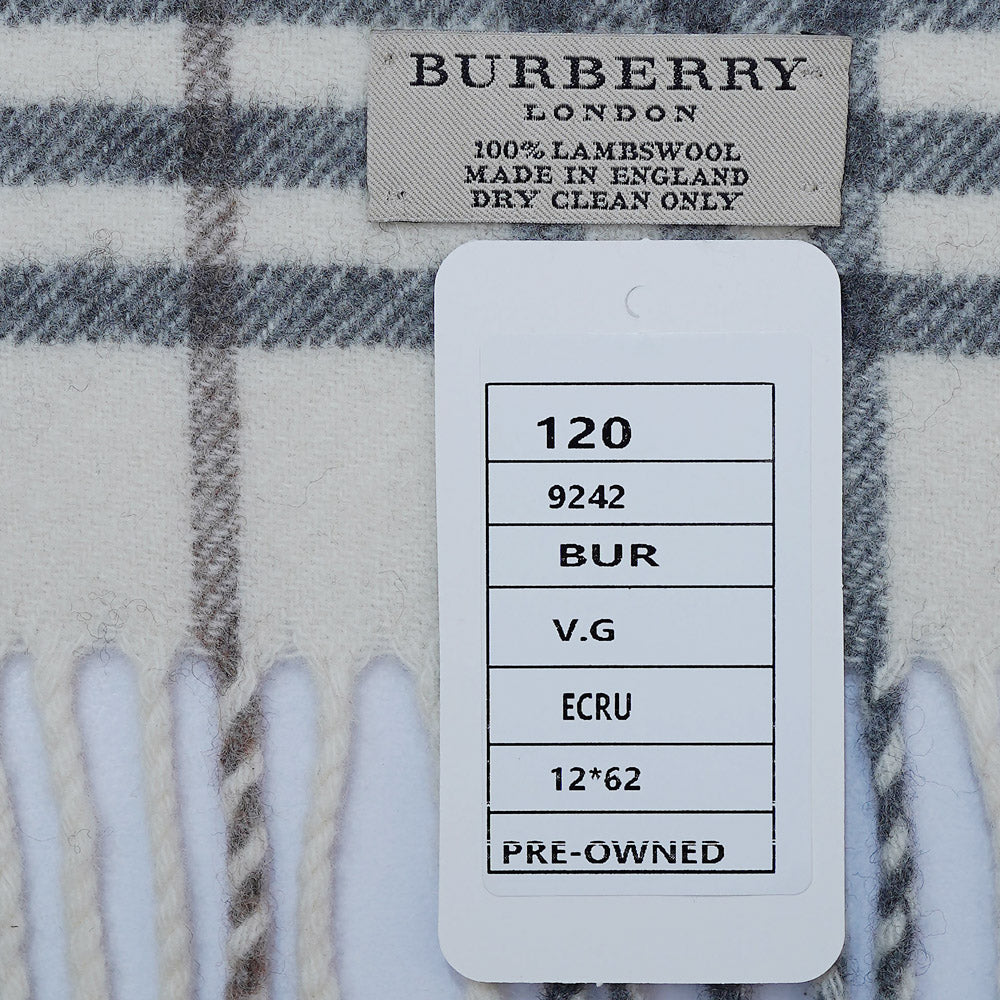 BURBERRY
LONDON
100% LAMBSWOOL
MADE IN ENGLAND
DRY CLEAN ONLY
120
9242
BUR
V.G
ECRU
12*62
PRE-OWNED